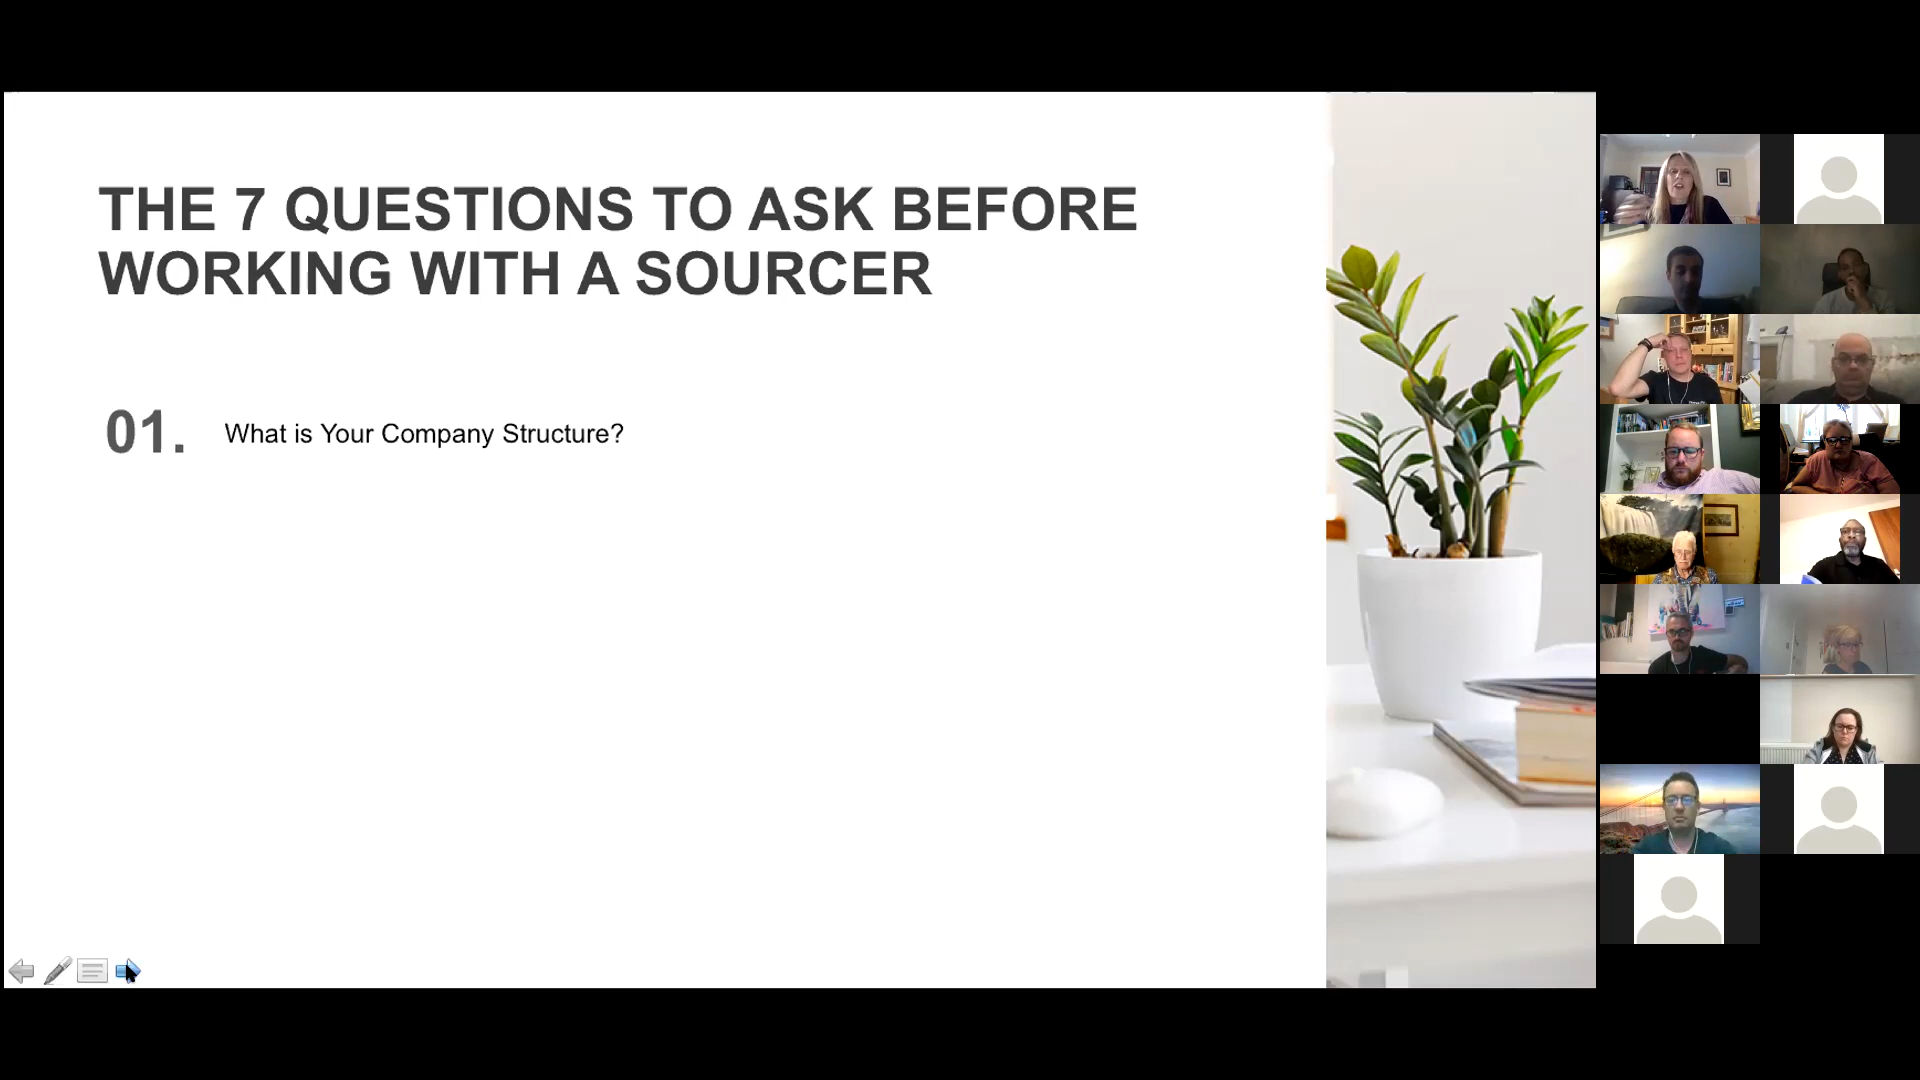 THE 7 QUESTIONS TO ASK BEFORE
WORKING WITH A SOURCER
01. What is Your Company Structure?